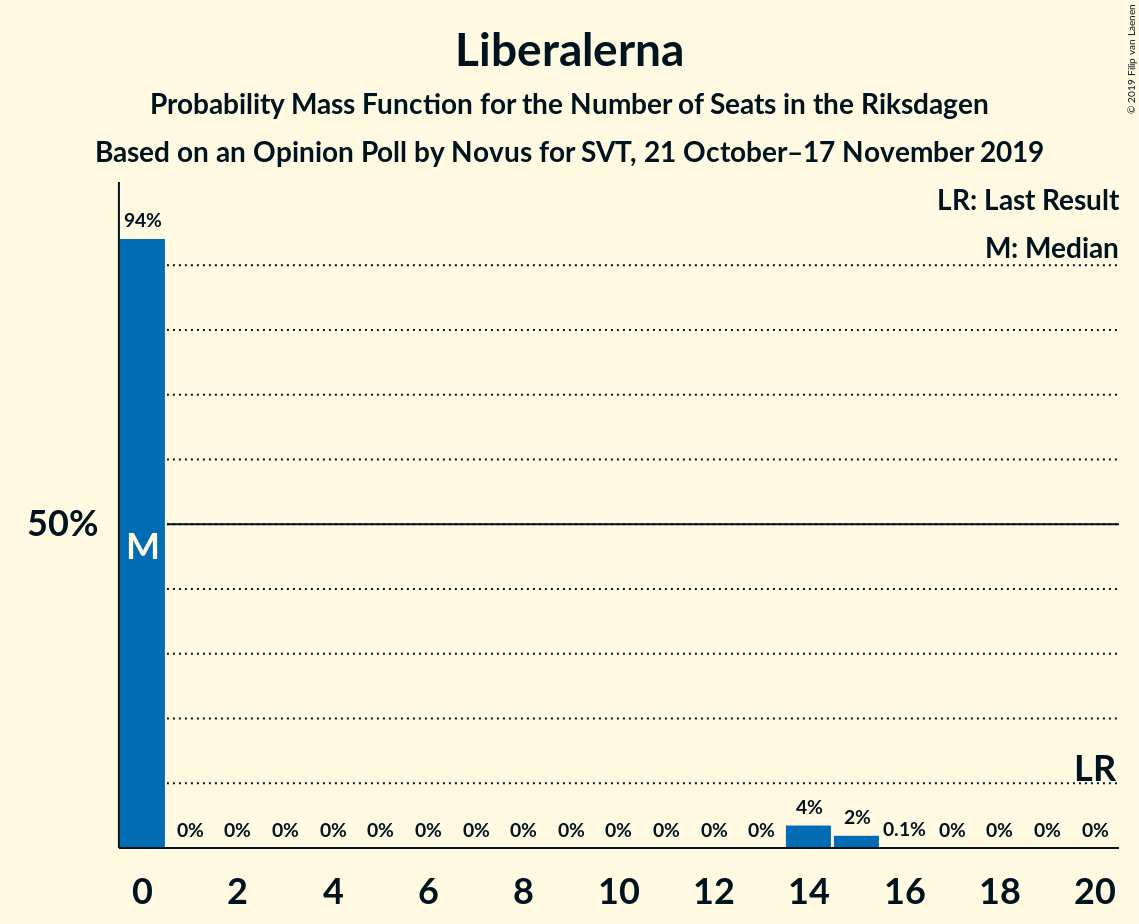 Liberalerna
Probability Mass Function for the Number of Seats in the Riksdagen
Based on an Opinion Poll by Novus for SVT, 21 October–17 November 2019
© 2019 Filip van Laenen
LR: Last Result
M: Median
94%
50%
M
LR
0% 0% 0% 0% 0% 0% 0% 0% 0% 0% 0% 0% 0% 4% 2% 0.1% 0% 0% 0% 0%
0 2 4 6 8 10 12 14 16 18 20